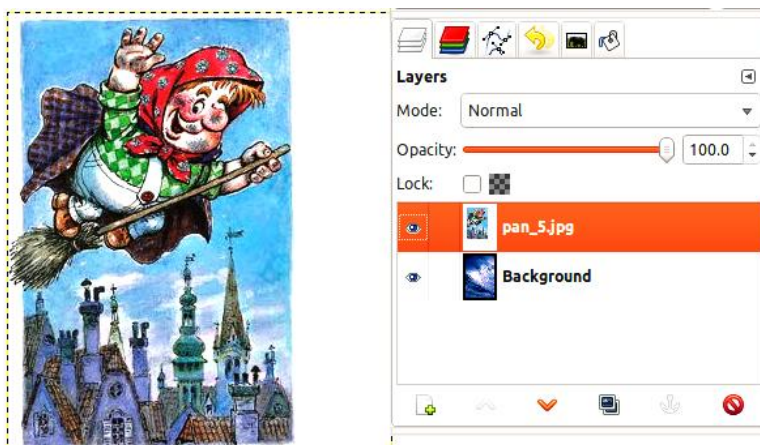 Layers
Mode: Normal
Opacity: 100.0
Lock:
pan_5.jpg
Background